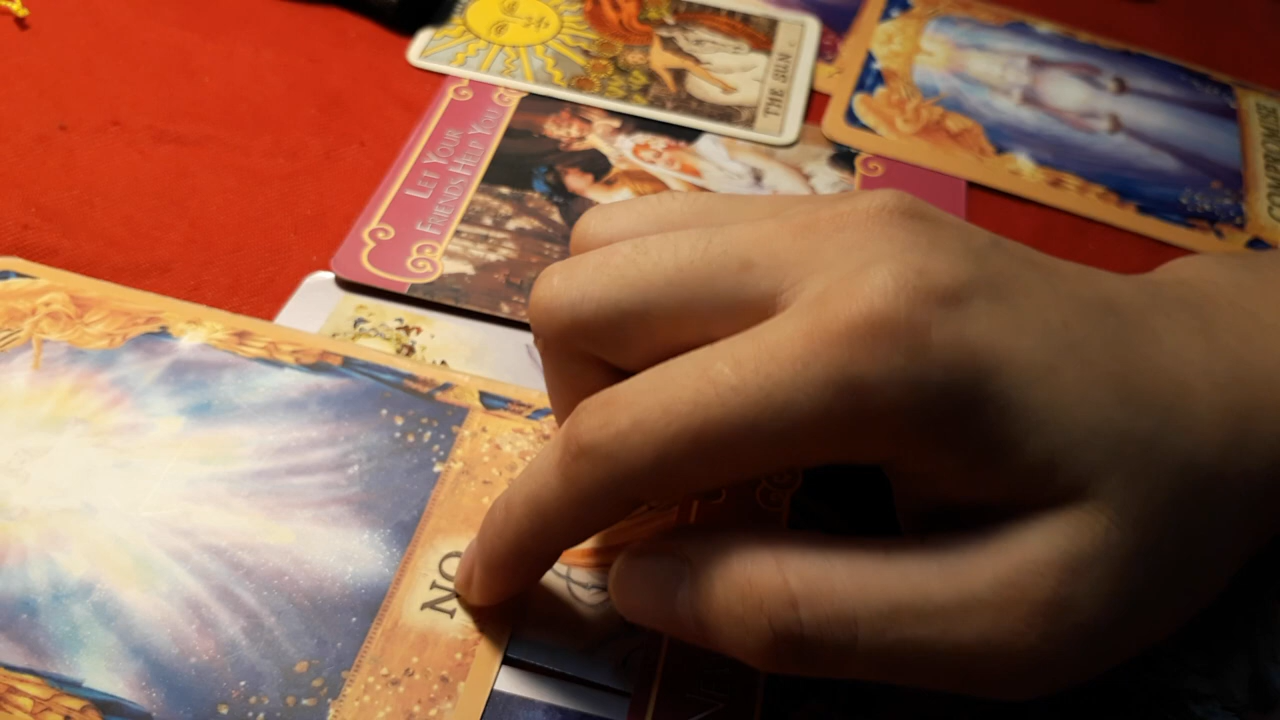 THE SUN
LET YOUR
FRIENDS HELP YOU
COMPROMISE
NO